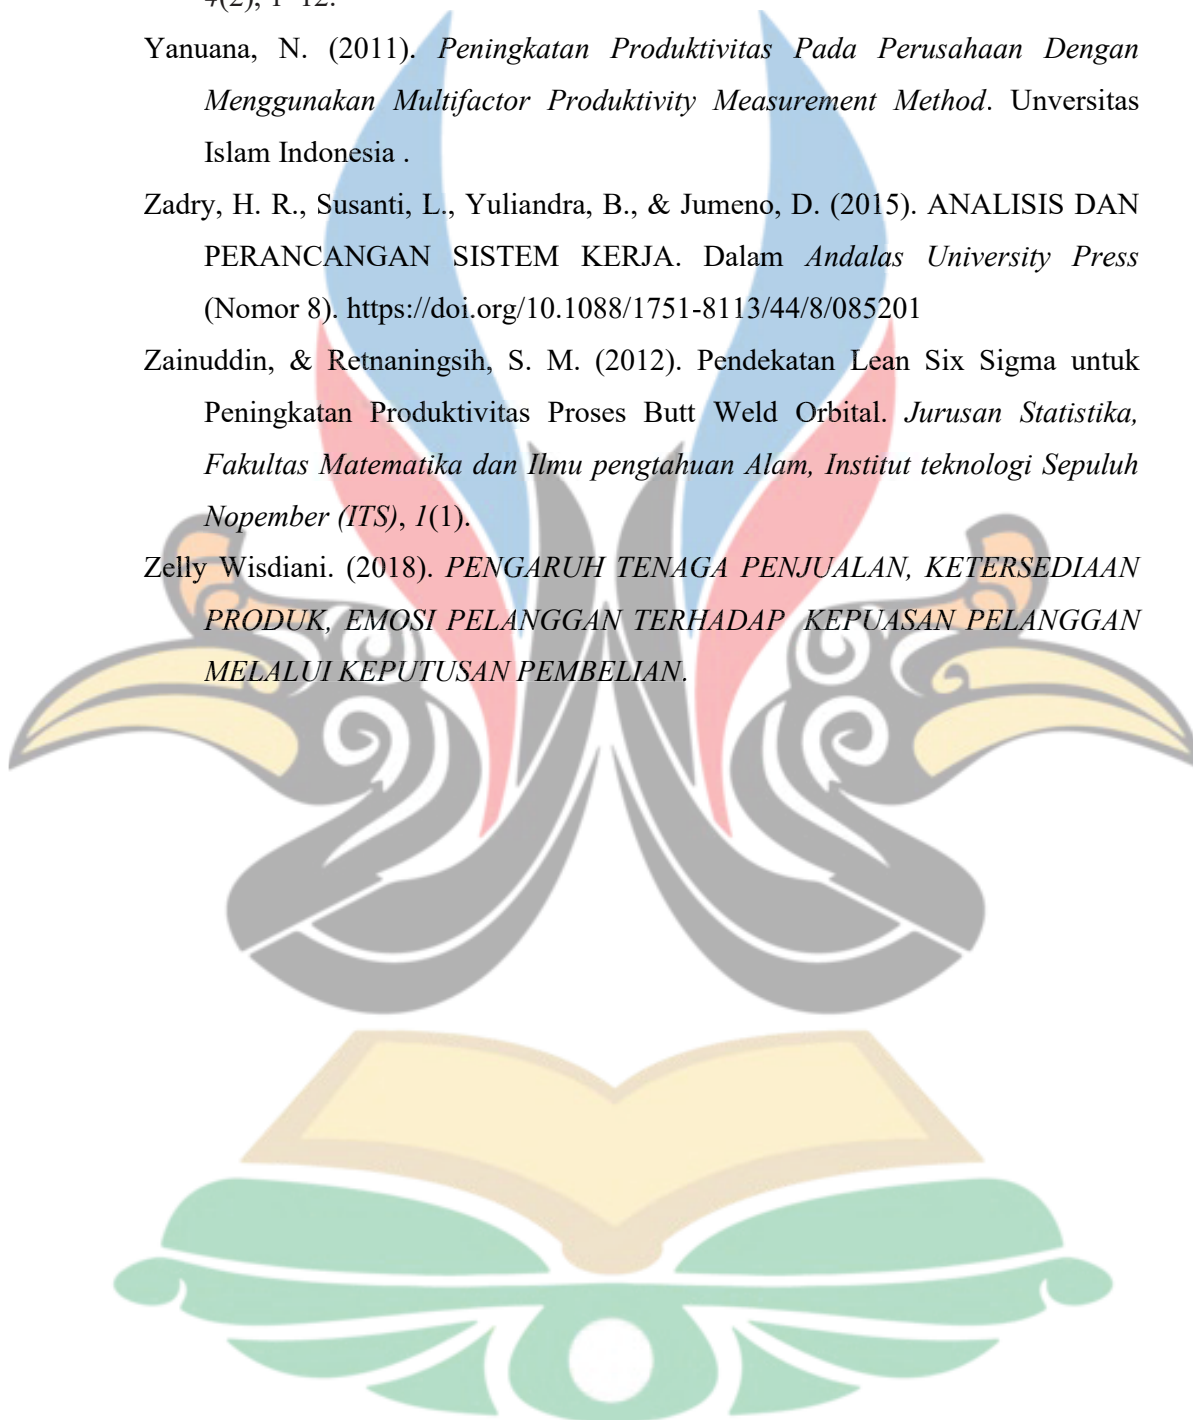 4(2), 1–12.
Yanuana, N. (2011). Peningkatan Produktivitas Pada Perusahaan Dengan
Menggunakan Multifactor Produktivity Measurement Method. Unversitas
Islam Indonesia .
Zadry, H. R., Susanti, L., Yuliandra, B., & Jumeno, D. (2015). ANALISIS DAN
PERANCANGAN SISTEM KERJA. Dalam Andalas University Press
(Nomor 8). https://doi.org/10.1088/1751-8113/44/8/085201
Zainuddin, & Retnaningsih, S. M. (2012). Pendekatan Lean Six Sigma untuk
Peningkatan Produktivitas Proses Butt Weld Orbital. Jurusan Statistika,
Fakultas Matematika dan Ilmu pengtahuan Alam, Institut teknologi Sepuluh
Nopember (ITS), 1(1).
Zelly Wisdiani. (2018). PENGARUH TENAGA PENJUALAN, KETERSEDIAAN
PRODUK, EMOSI PELANGGAN TERHADAP KEPUASAN PELANGGAN
MELALUI KEPUTUSAN PEMBELIAN.